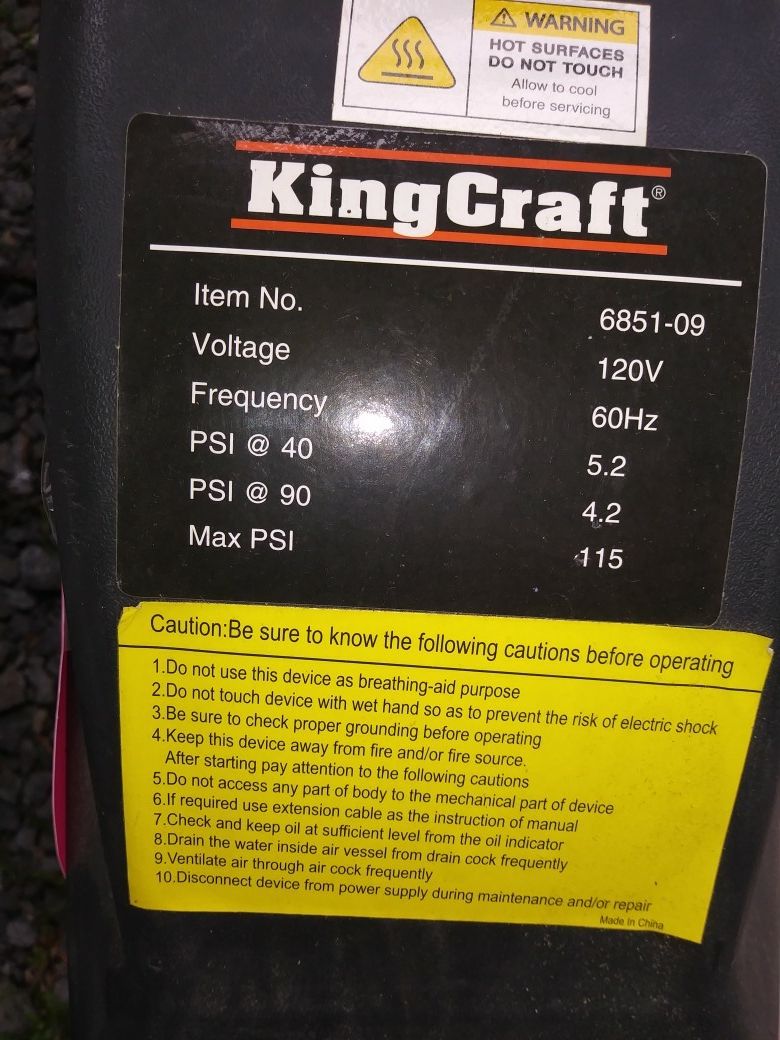 WARNING
HOT SURFACES
DO NOT TOUCH
Allow to cool
before servicing
KingCraft®
Item No. 6851-09
Voltage 120V
Frequency 60Hz
PSI @ 40 5.2
PSI @ 90 4.2
Max PSI 115
Caution:Be sure to know the following cautions before operating
1.Do not use this device as breathing-aid purpose
2.Do not touch device with wet hand so as to prevent the risk of electric shock
3.Be sure to check proper grounding before operating
4.Keep this device away from fire and/or fire source.
After starting pay attention to the following cautions
5.Do not access any part of body to the mechanical part of device
6.If required use extension cable as the instruction of manual
7.Check and keep oil at sufficient level from the oil indicator
8.Drain the water inside air vessel from drain cock frequently
9.Ventilate air through air cock frequently
10.Disconnect device from power supply during maintenance and/or repair
Made In China